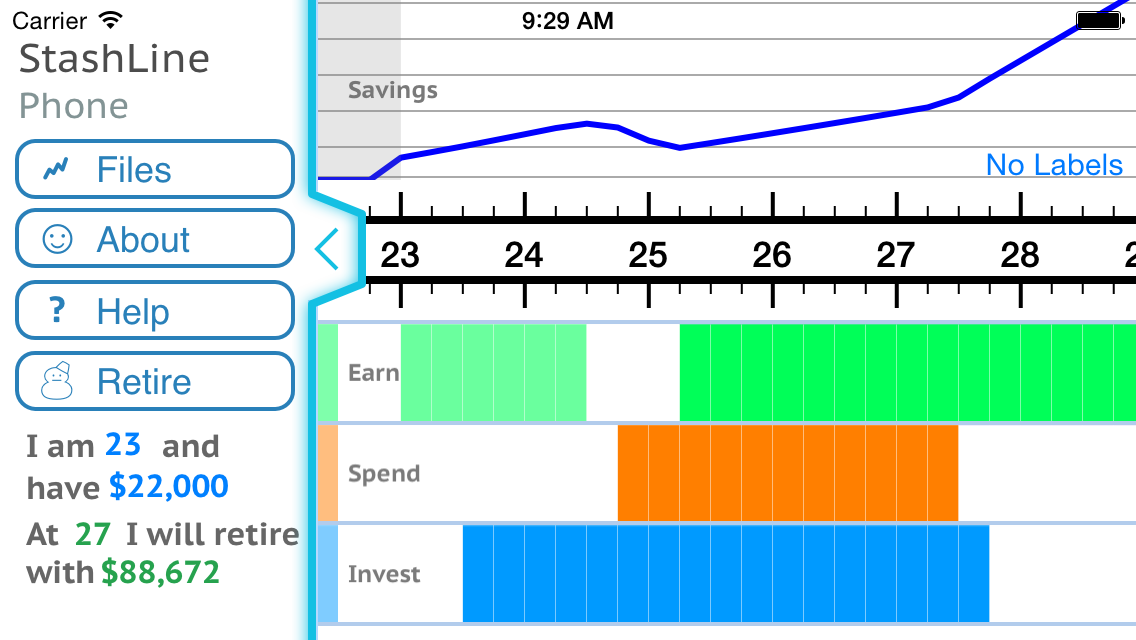 Carrier 9:29 AM
StashLine
Phone
Files
About
? Help
Retire
I am 23 and
have $22,000
At 27 I will retire
with $88,672
Savings
No Labels
23 24 25 26 27 28 2
Earn
Spend
Invest